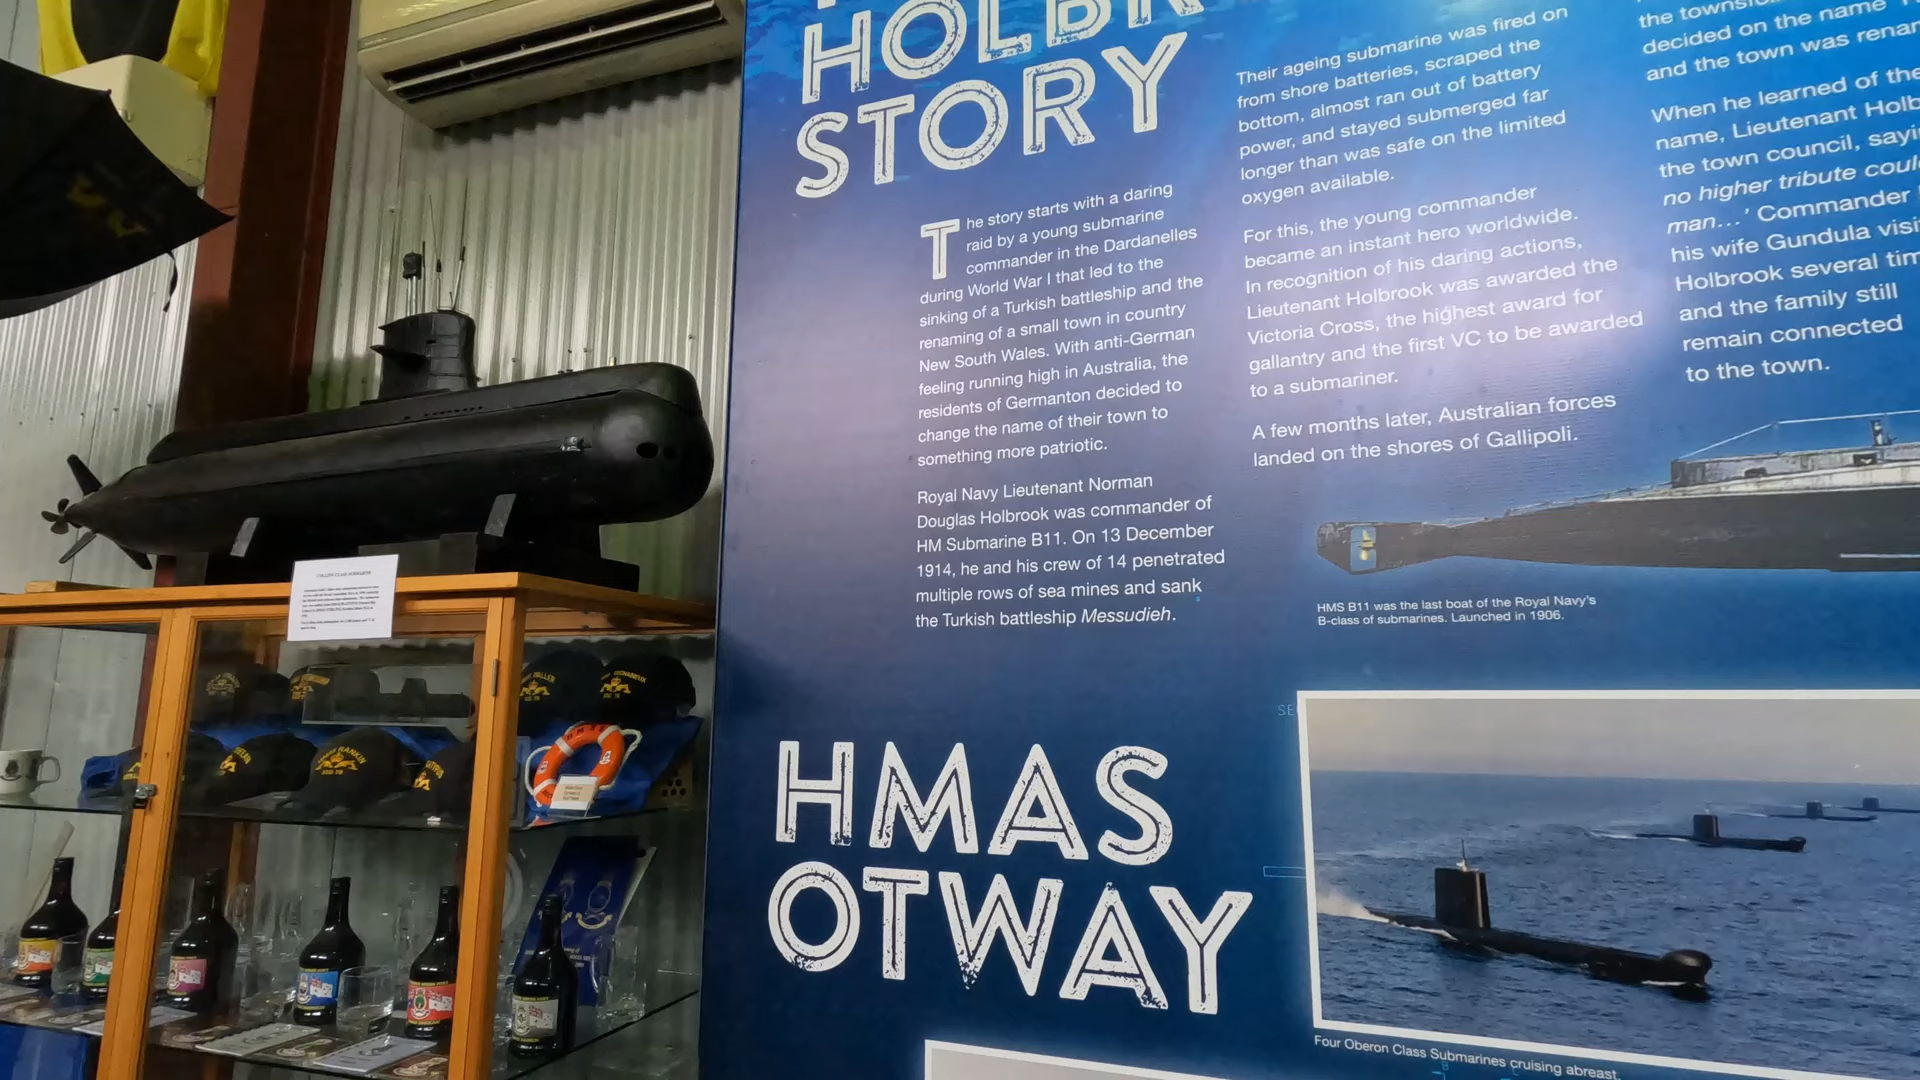 HOLBR
STORY
The story starts with a daring
raid by a young submarine
commander in the Dardanelles
during World War I that led to the
sinking of a Turkish battleship and the
renaming of a small town in country
New South Wales. With anti-German
feeling running high in Australia, the
residents of Germanton decided to
change the name of their town to
something more patriotic.
Royal Navy Lieutenant Norman
Douglas Holbrook was commander of
HM Submarine B11. On 13 December
1914, he and his crew of 14 penetrated
multiple rows of sea mines and sank
the Turkish battleship Messudieh.
Their ageing submarine was fired on
from shore batteries, scraped the
bottom, almost ran out of battery
power, and stayed submerged far
longer than was safe on the limited
oxygen available.
For this, the young commander
became an instant hero worldwide.
In recognition of his daring actions,
Lieutenant Holbrook was awarded the
Victoria Cross, the highest award for
gallantry and the first VC to be awarded
to a submariner.
A few months later, Australian forces
landed on the shores of Gallipoli.
the townsi
decided on the name
and the town was renam
When he learned of the
name, Lieutenant Holb
the town council, sayin
no higher tribute coul
man...' Commander
his wife Gundula visi
Holbrook several tim
and the family still
remain connected
to the town.
HMS B11 was the last boat of the Royal Navy's
B-class of submarines. Launched in 1906.
HMAS
OTWAY
Four Oberon Class Submarines cruising abreast.
COLLINS CLASS SUBMARINE
HMAS RANKIN